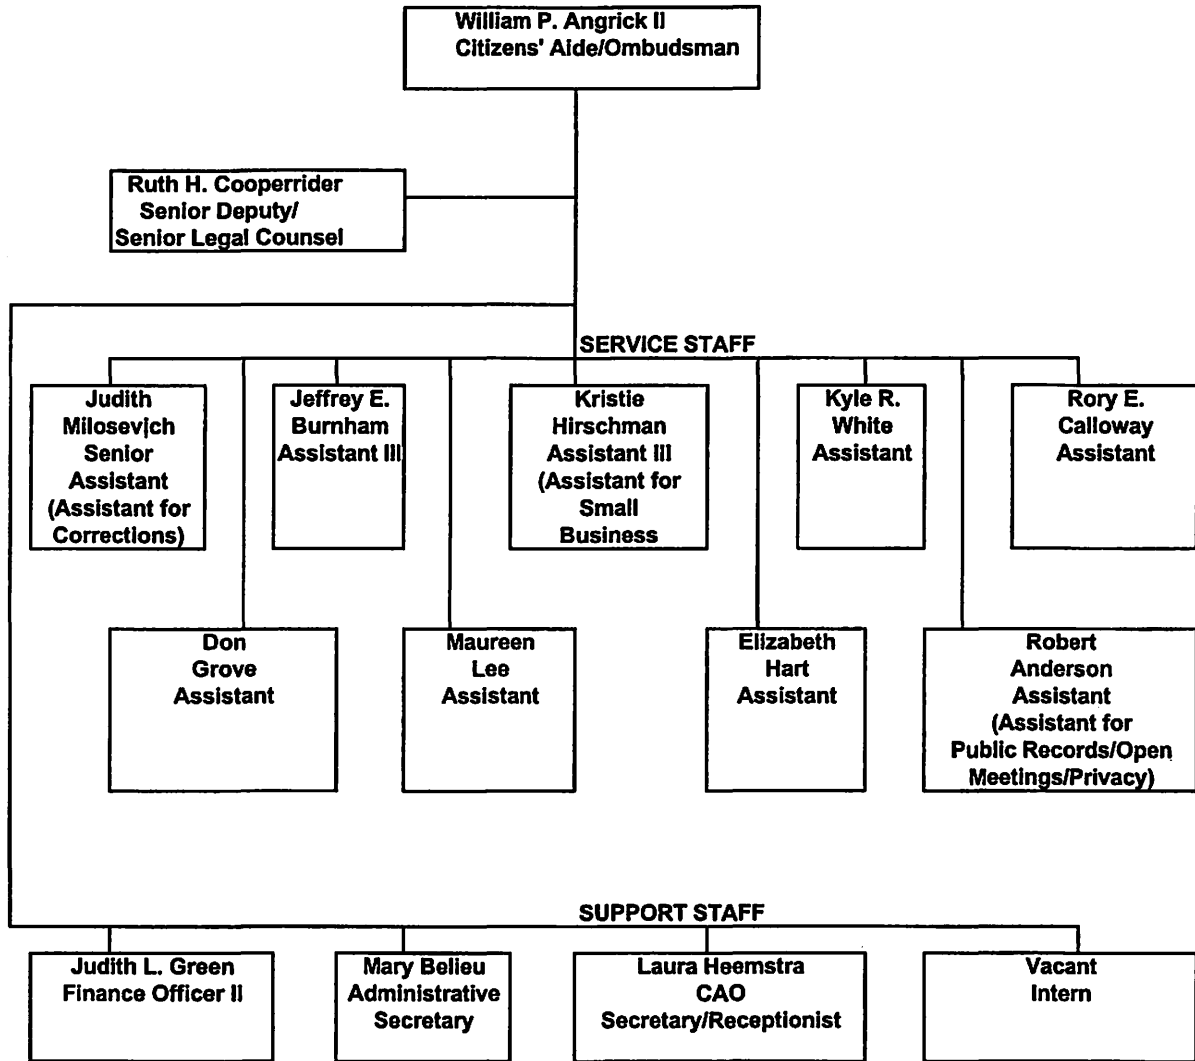 William P. Angrick II
Citizens' Aide/Ombudsman
Ruth H. Cooperrider
Senior Deputy/
Senior Legal Counsel
SERVICE STAFF
Judith
Milosevich
Senior
Assistant
(Assistant for
Corrections)
Jeffrey E.
Burnham
Assistant III
Kristie
Hirschman
Assistant III
(Assistant for
Small
Business
Kyle R.
White
Assistant
Rory E.
Calloway
Assistant
Don
Grove
Assistant
Maureen
Lee
Assistant
Elizabeth
Hart
Assistant
Robert
Anderson
Assistant
(Assistant for
Public Records/Open
Meetings/Privacy)
SUPPORT STAFF
Judith L. Green
Finance Officer II
Mary Belieu
Administrative
Secretary
Laura Heemstra
CAO
Secretary/Receptionist
Vacant
Intern